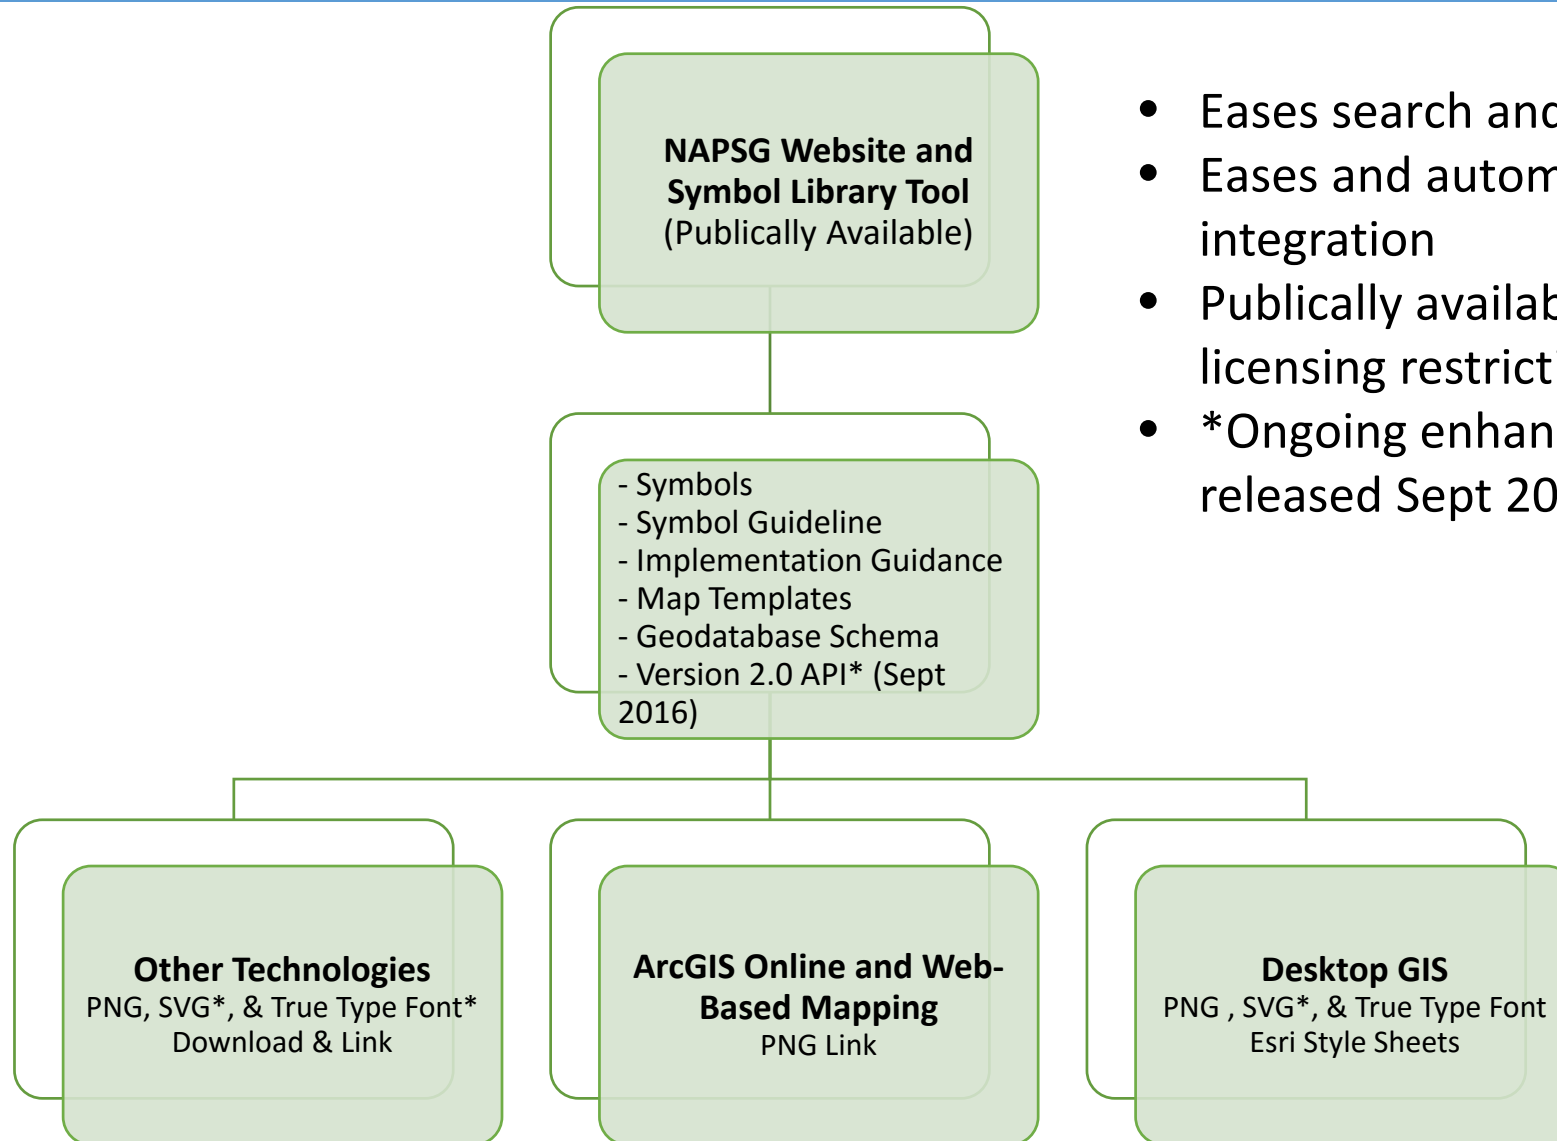 NAPSG Website and
Symbol Library Tool
(Publically Available)
• Eases search and
• Eases and autom
integration
• Publically availab
licensing restricti
• *Ongoing enhan
released Sept 20
- Symbols
- Symbol Guideline
- Implementation Guidance
- Map Templates
- Geodatabase Schema
- Version 2.0 API* (Sept
2016)
Other Technologies
PNG, SVG*, & True Type Font*
Download & Link
ArcGIS Online and Web-
Based Mapping
PNG Link
Desktop GIS
PNG , SVG*, & True Type Font
Esri Style Sheets